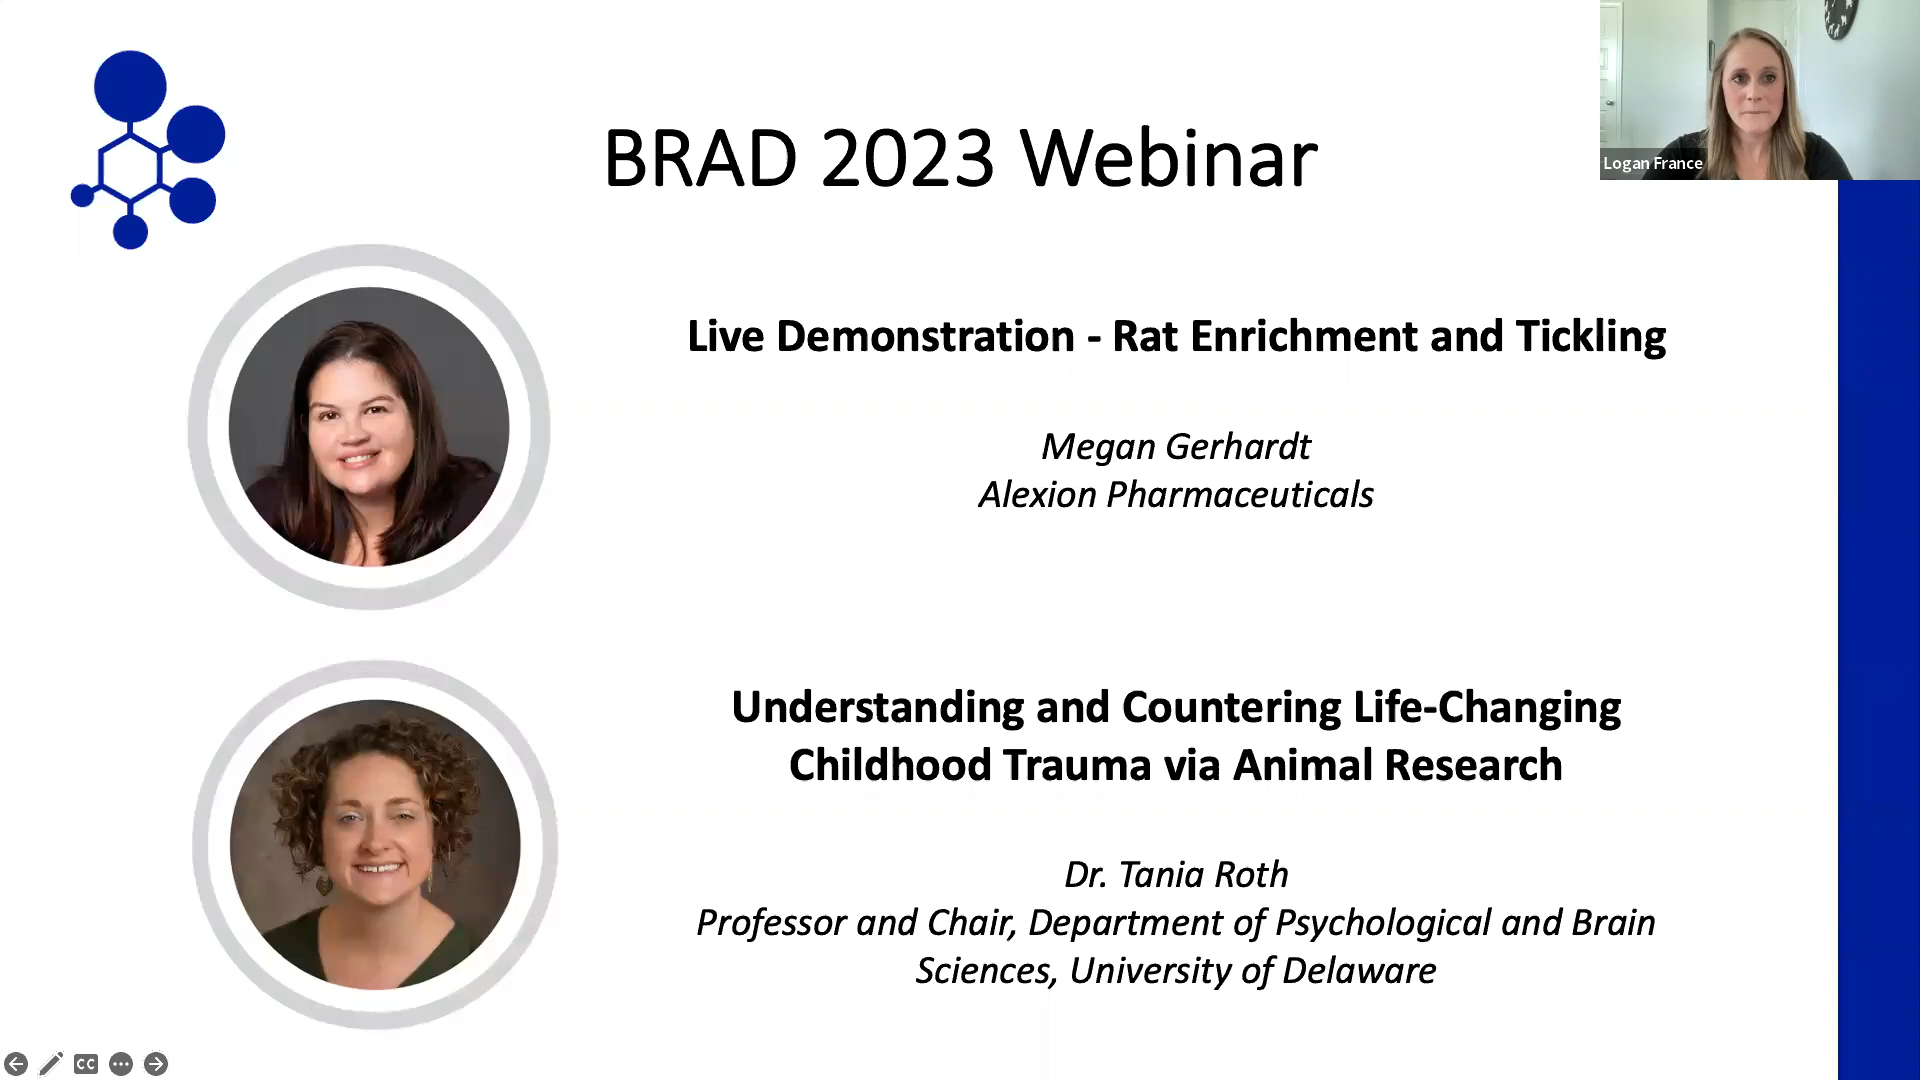 BRAD 2023 Webinar
Logan France
Live Demonstration - Rat Enrichment and Tickling
Megan Gerhardt
Alexion Pharmaceuticals
Understanding and Countering Life-Changing
Childhood Trauma via Animal Research
Dr. Tania Roth
Professor and Chair, Department of Psychological and Brain
Sciences, University of Delaware
CC